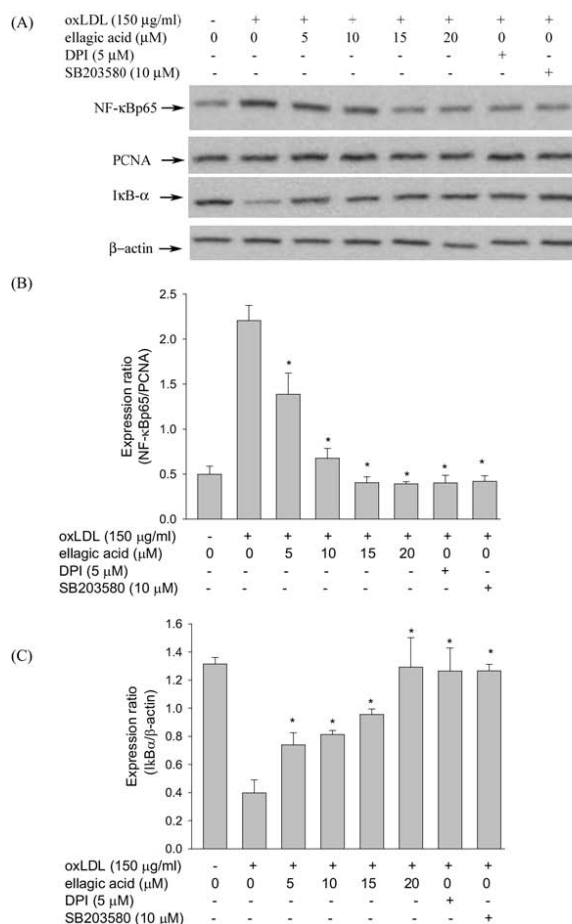 (A)
oxLDL (150 µg/ml) - + + + + + + +
ellagic acid (µM) 0 0 5 10 15 20 0 0
DPI (5 µM) - - - - - - + -
SB203580 (10 µM) - - - - - - - +
NF-κBp65
PCNA
IκB-α
β-actin
(B)
Expression ratio
(NF-κBp65/PCNA)
2.5
2.0
1.5
1.0
0.5
0.0
* * * * * *
oxLDL (150 µg/ml) - + + + + + + +
ellagic acid (µM) 0 0 5 10 15 20 0 0
DPI (5 µM) - - - - - - + -
SB203580 (10 µM) - - - - - - - +
(C)
Expression ratio
(IkBα/β-actin)
1.6
1.4
1.2
1.0
0.8
0.6
0.4
0.2
0.0
* * * * * *
oxLDL (150 µg/ml) - + + + + + + +
ellagic acid (µM) 0 0 5 10 15 20 0 0
DPI (5 µM) - - - - - - + -
SB203580 (10 µM) - - - - - - - +